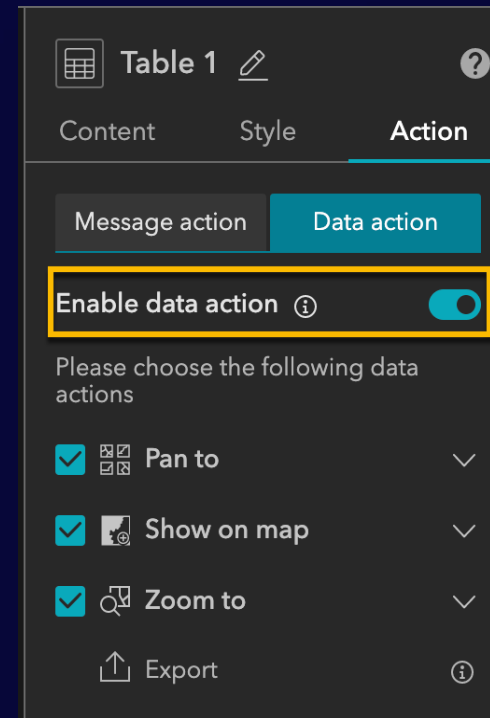 Table 1
Content Style Action
Message action Data action
Enable data action
Please choose the following data
actions
Pan to
Show on map
Zoom to
Export